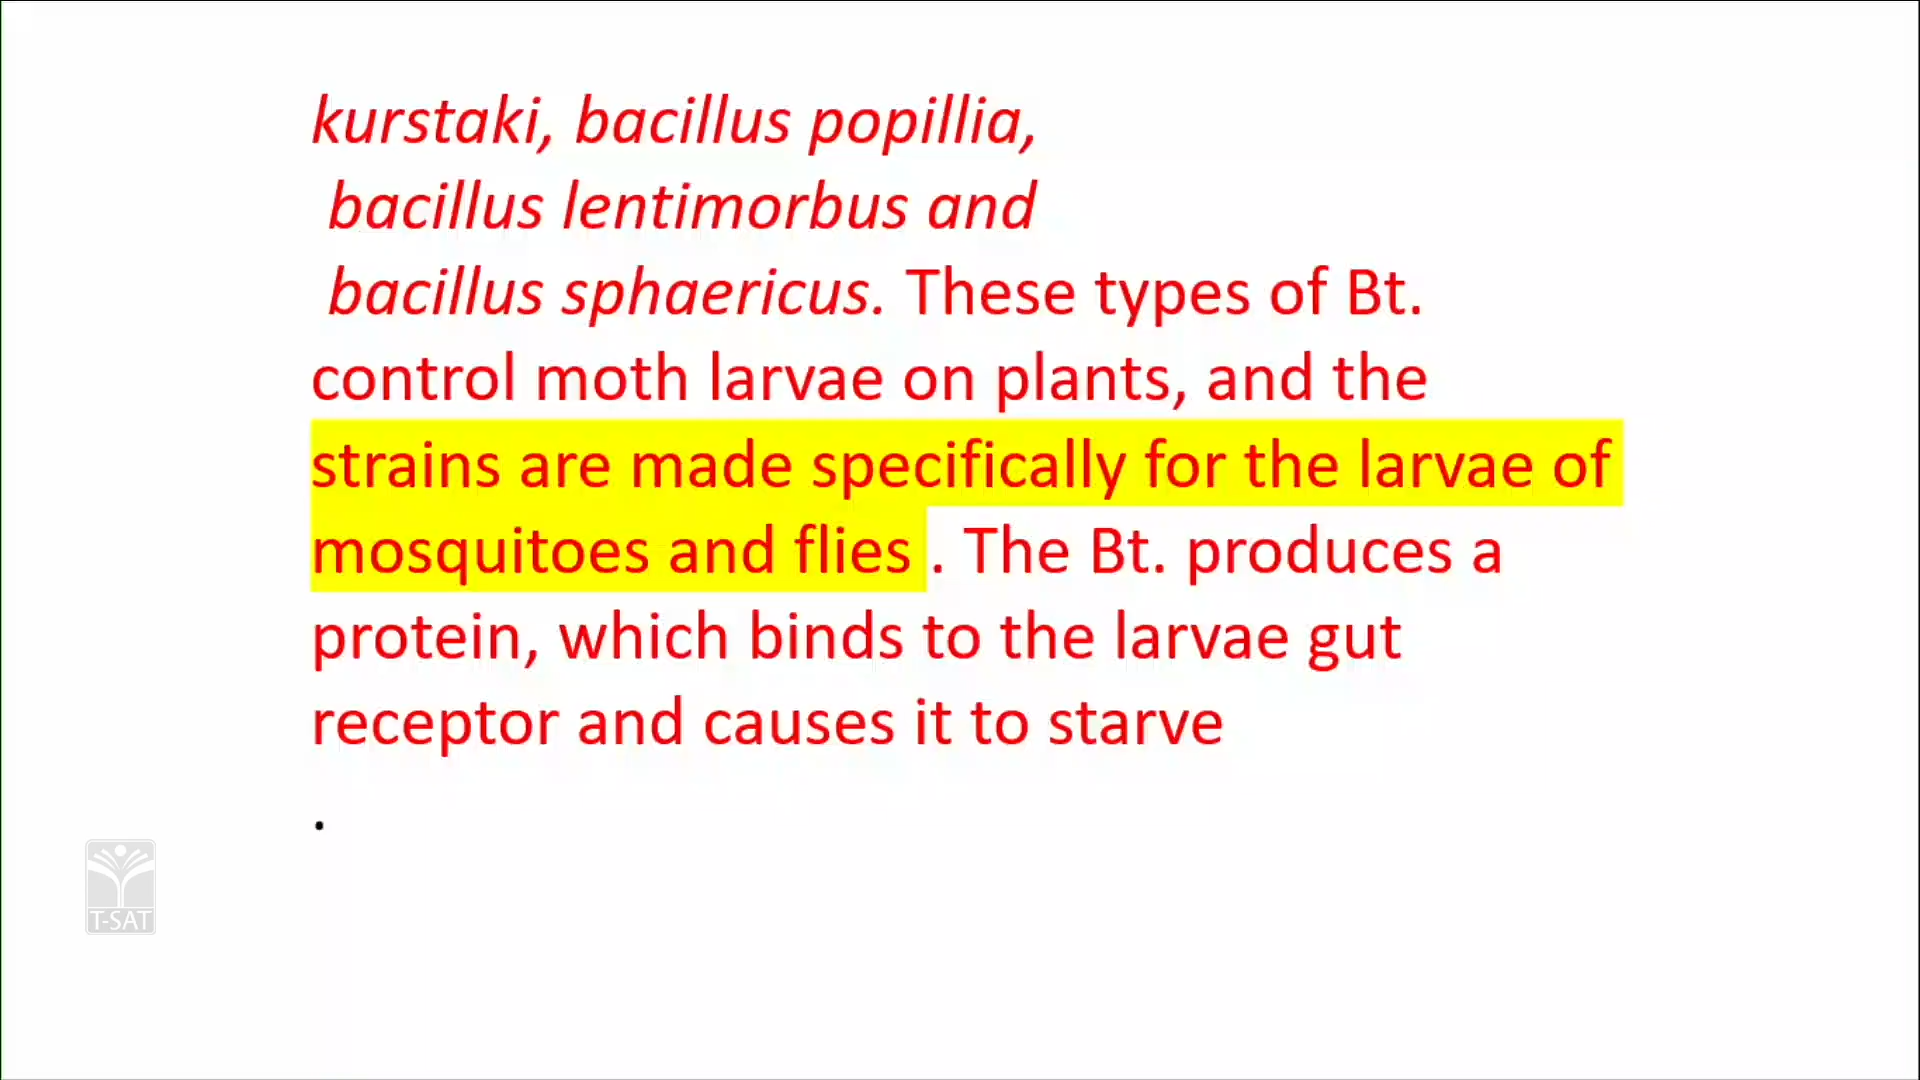 kurstaki, bacillus popillia,
bacillus lentimorbus and
bacillus sphaericus. These types of Bt.
control moth larvae on plants, and the
strains are made specifically for the larvae of
mosquitoes and flies . The Bt. produces a
protein, which binds to the larvae gut
receptor and causes it to starve
.
T-SAT